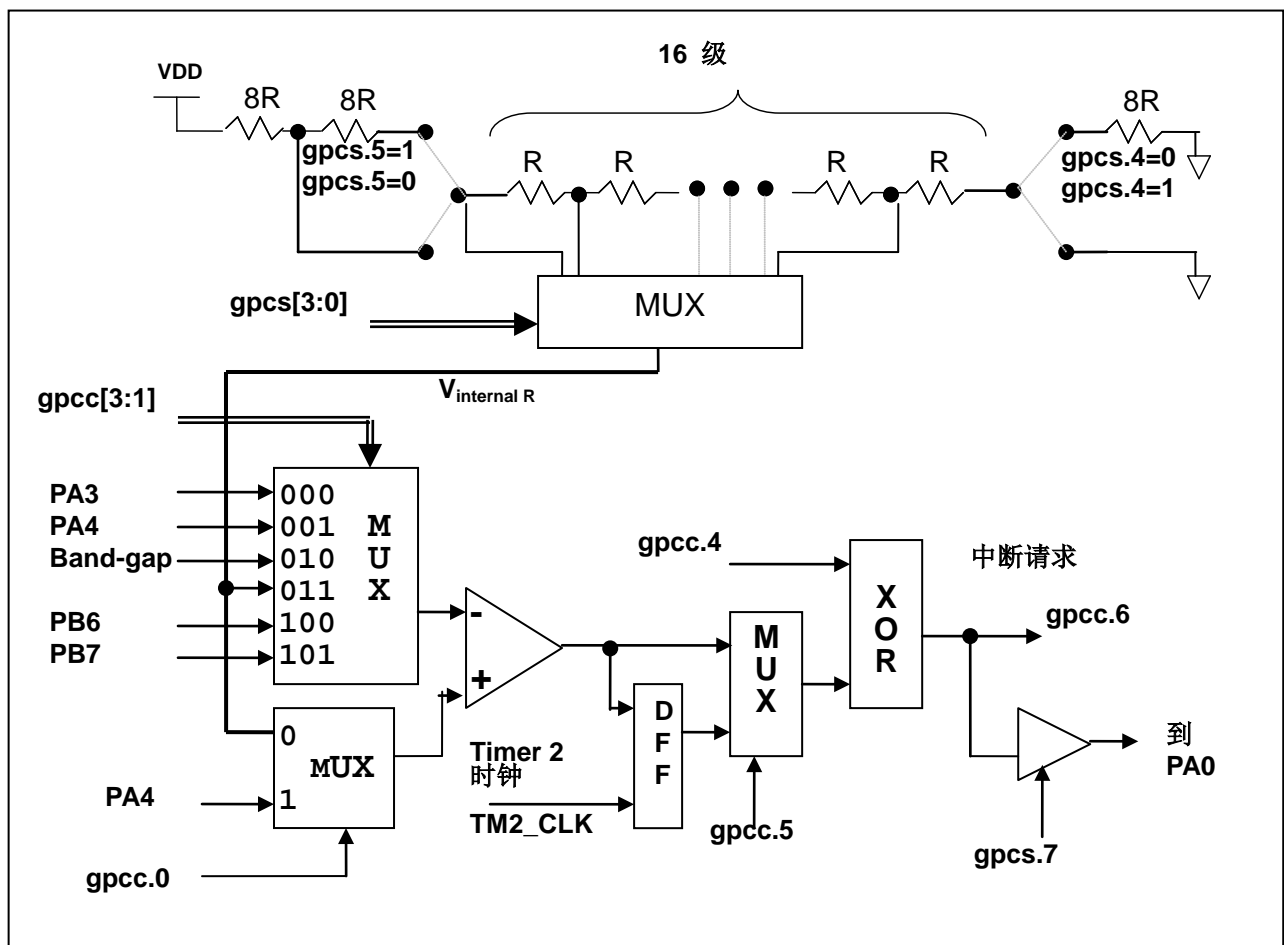 16 级
VDD
8R
8R
8R
gpcs.5=1
gpcs.5=0
R
R
R
R
gpcs.4=0
gpcs.4=1
gpcs[3:0]
MUX
V internal R
gpcc[3:1]
PA3
PA4
Band-gap
PB6
PB7
000
001
010
011
100
101
M
U
X
-
+
gpcc.4
X
O
R
中断请求
gpcc.6
M
U
X
D
F
F
0
1
MUX
PA4
gpcc.0
Timer 2
时钟
TM2_CLK
gpcc.5
gpcs.7
到
PA0